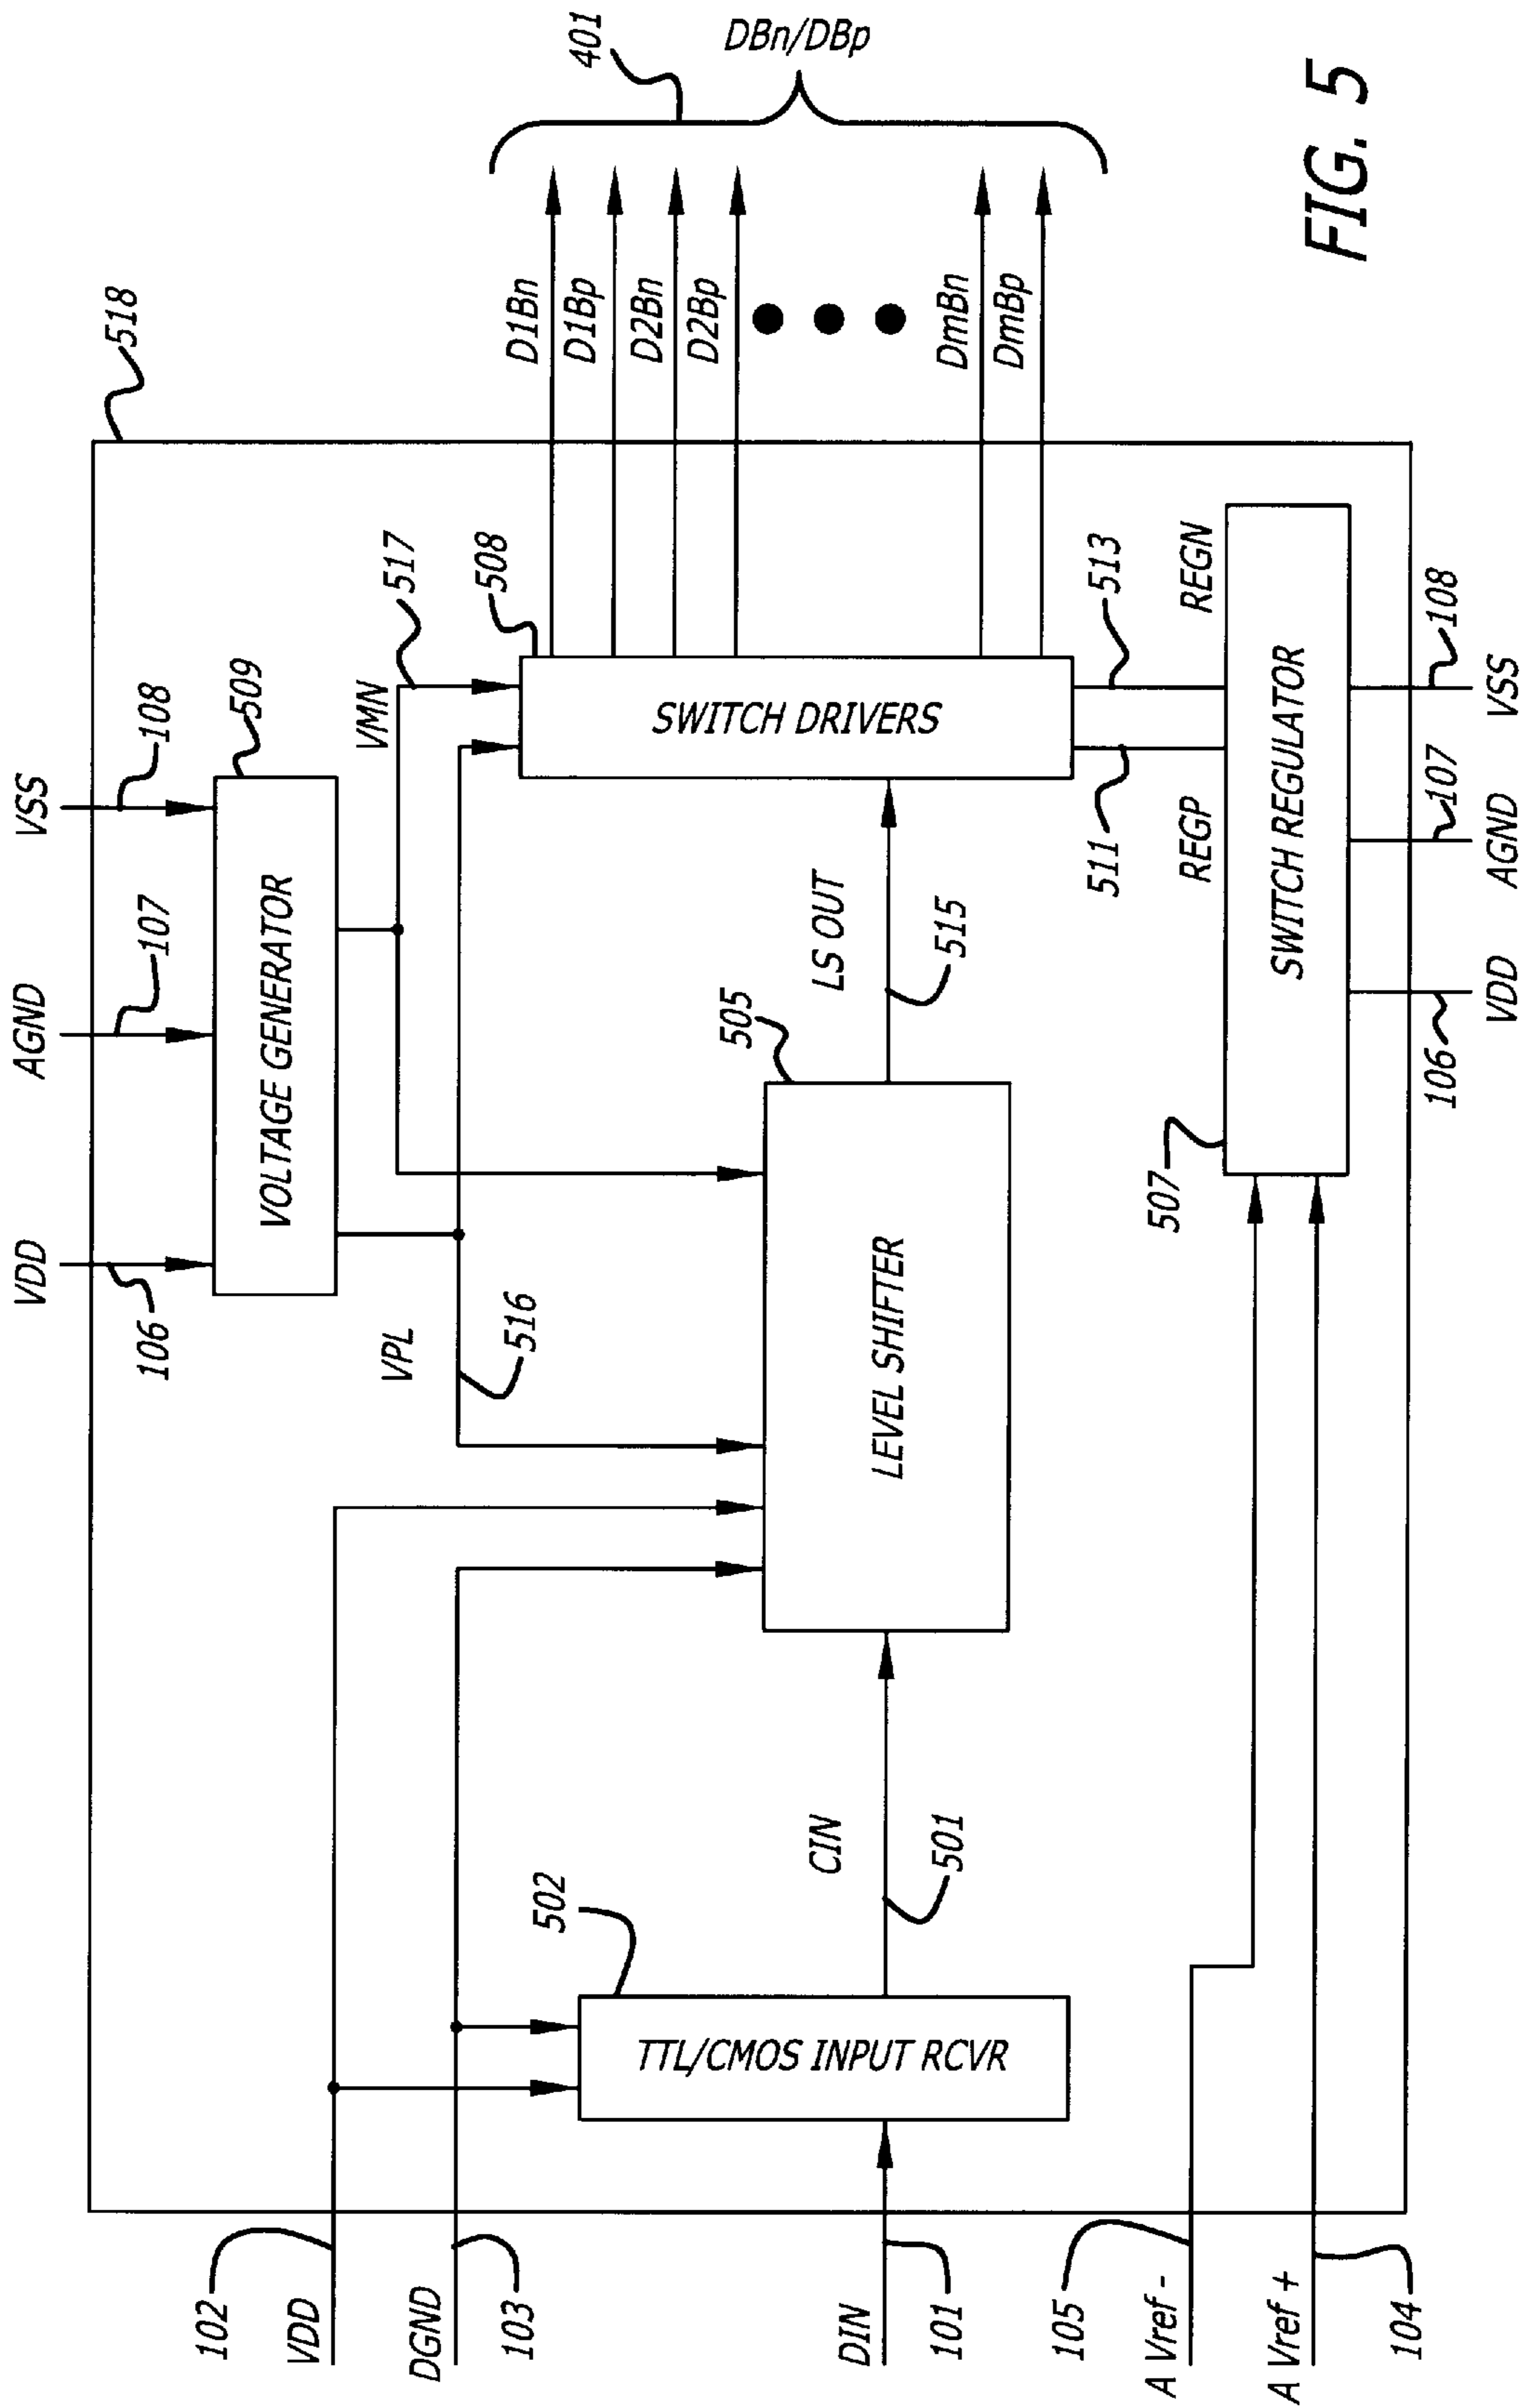 VDD
106
AGND
107
VSS
108
VOLTAGE GENERATOR
509
518
VPL
516
VMN
517
102
VDD
DGND
103
502
TTL/CMOS INPUT RCVR
DIN
101
CIN
501
505
LEVEL SHIFTER
LS OUT
515
508
SWITCH DRIVERS
D1Bn
D1Bp
D2Bn
D2Bp
DmBn
DmBp
401
DBn/DBp
REGP
511
REGN
513
507
SWITCH REGULATOR
105
A Vref -
A Vref +
104
106
VDD
107
AGND
108
VSS
FIG. 5